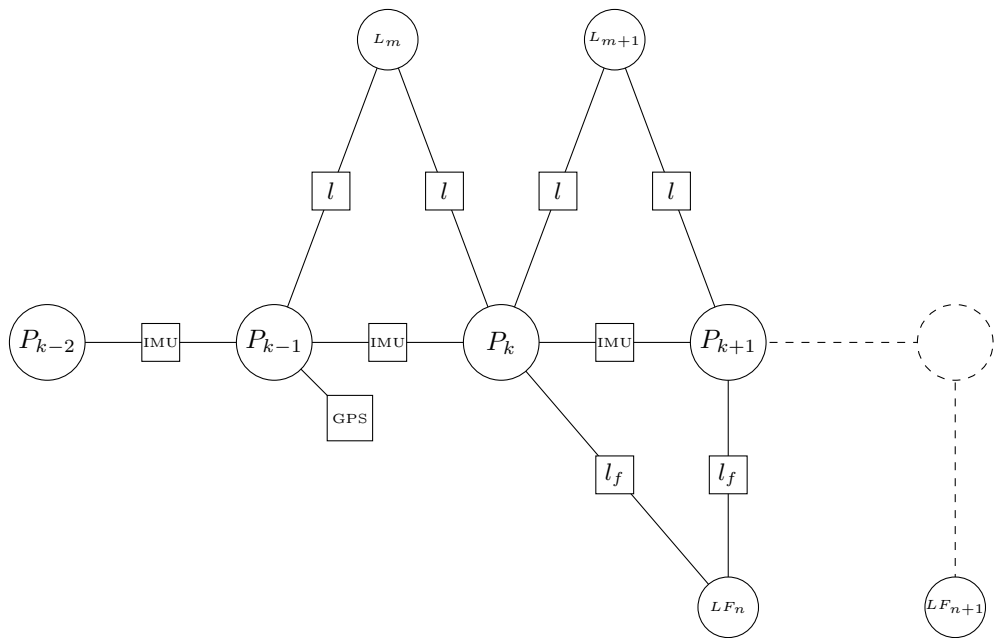 L_m L_{m+1}
l l l l
P_{k-2} IMU P_{k-1} IMU P_k IMU P_{k+1}
GPS
l_f l_f
LF_n LF_{n+1}